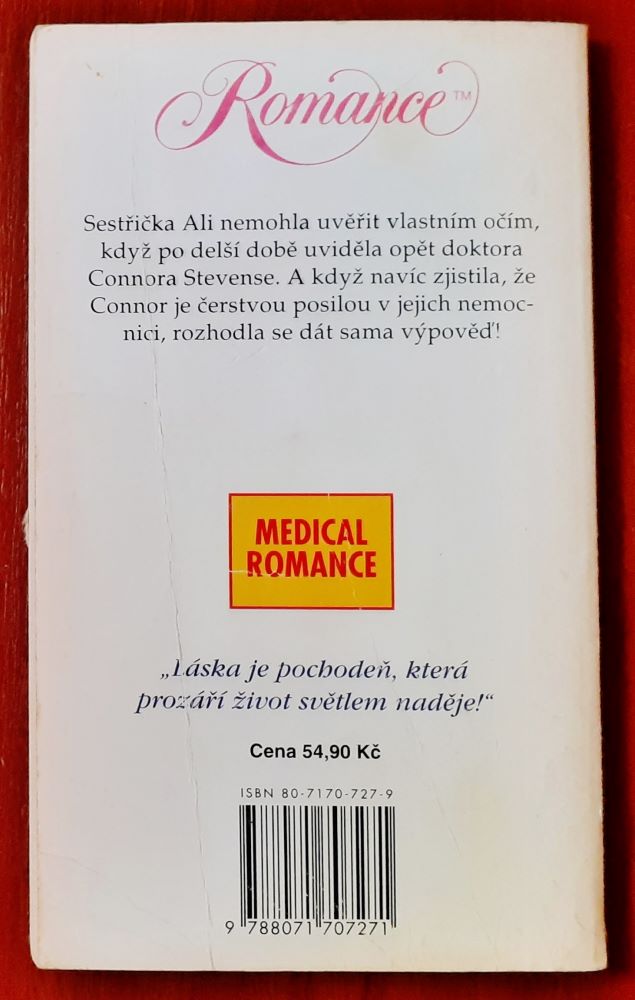 Romance™
Sestřička Ali nemohla uvěřit vlastním očím,
když po delší době uviděla opět doktora
Connora Stevense. A když navíc zjistila, že
Connor je čerstvou posilou v jejich nemoc-
nici, rozhodla se dát sama výpověď!
MEDICAL
ROMANCE
„Láska je pochodeň, která
prozáří život světlem naděje!“
Cena 54,90 Kč
ISBN 80-7170-727-9
9 788071 707271